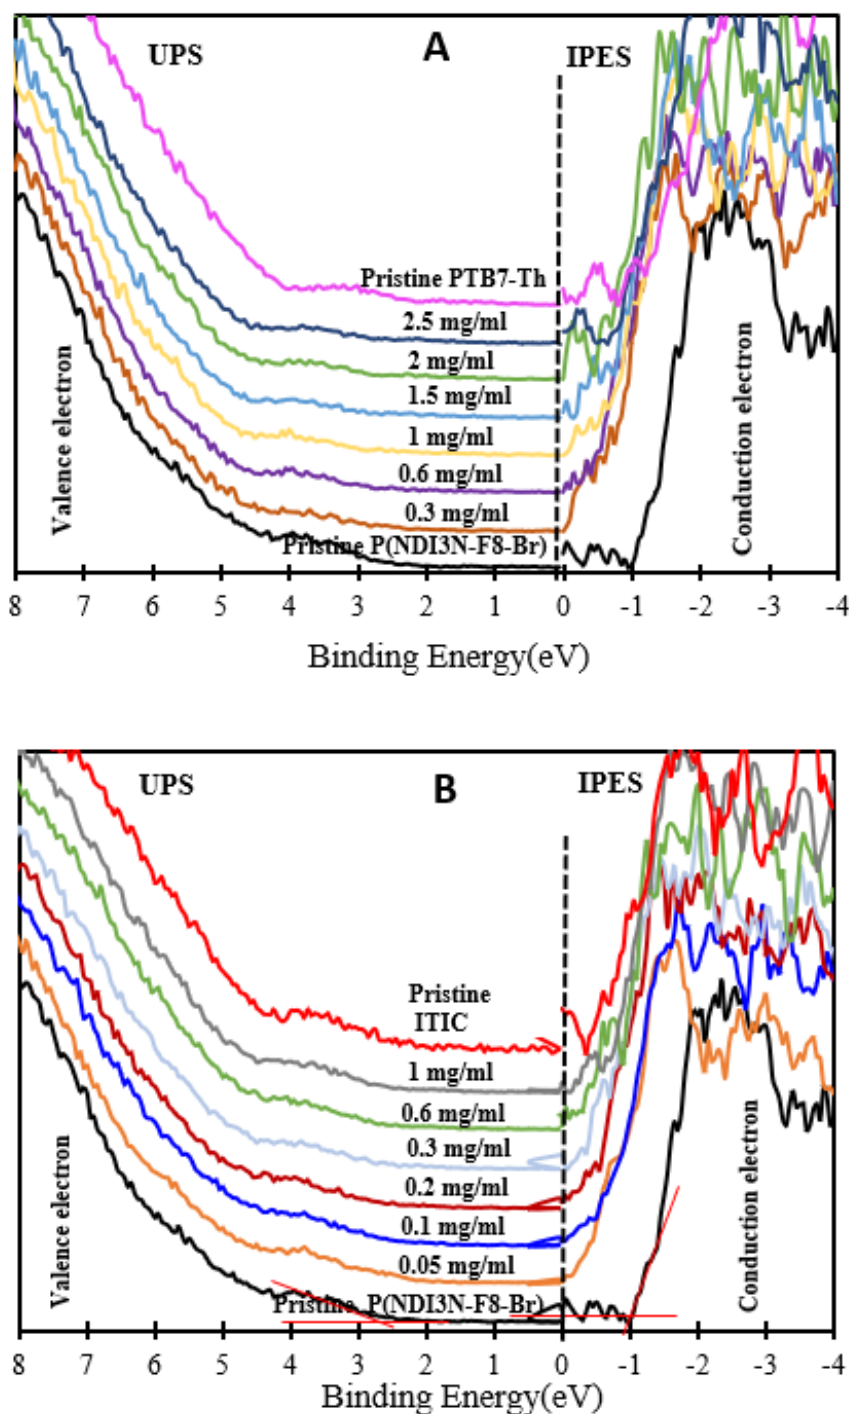 UPS A IPES
Pristine PTB7-Th
2.5 mg/ml
2 mg/ml
1.5 mg/ml
1 mg/ml
0.6 mg/ml
0.3 mg/ml
Pristine P(NDI3N-F8-Br)
Valence electron
Conduction electron
8 7 6 5 4 3 2 1 0 -1 -2 -3 -4
Binding Energy(eV)
UPS B IPES
Pristine
ITIC
1 mg/ml
0.6 mg/ml
0.3 mg/ml
0.2 mg/ml
0.1 mg/ml
0.05 mg/ml
Pristine P(NDI3N-F8-Br)
Valence electron
Conduction electron
8 7 6 5 4 3 2 1 0 -1 -2 -3 -4
Binding Energy(eV)